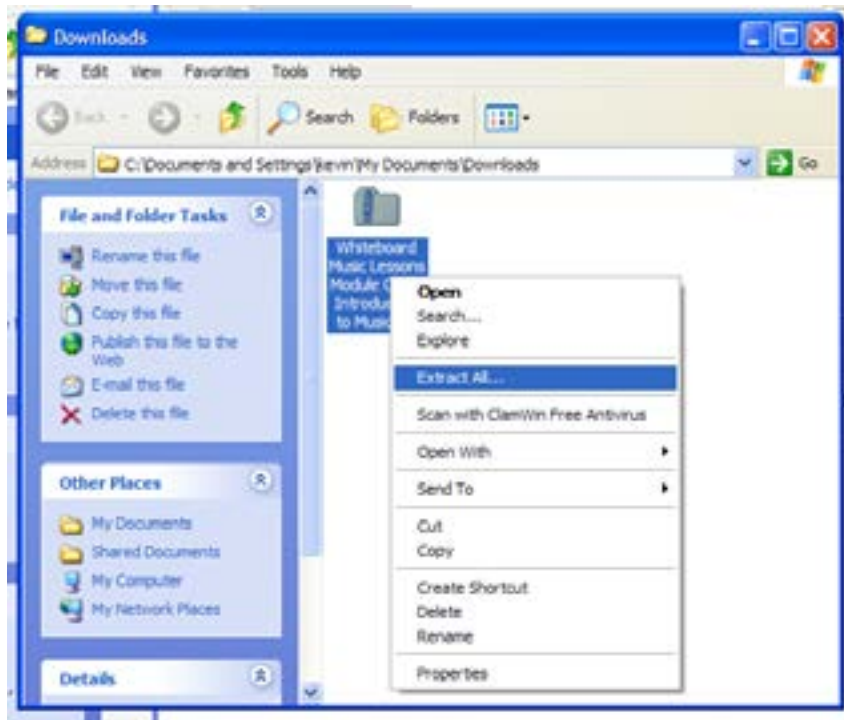 Downloads
File Edit View Favorites Tools Help
Back Search Folders
Address C:\Documents and Settings\kevin\My Documents\Downloads Go
File and Folder Tasks
Rename this file
Move this file
Copy this file
Publish this file to the
Web
E-mail this file
Delete this file
Other Places
My Documents
Shared Documents
My Computer
My Network Places
Details
Whiteboard
Music Lessons
Module
to Music
Open
Search...
Explore
Extract All...
Scan with ClamWin Free Antivirus
Open With
Send To
Cut
Copy
Create Shortcut
Delete
Rename
Properties